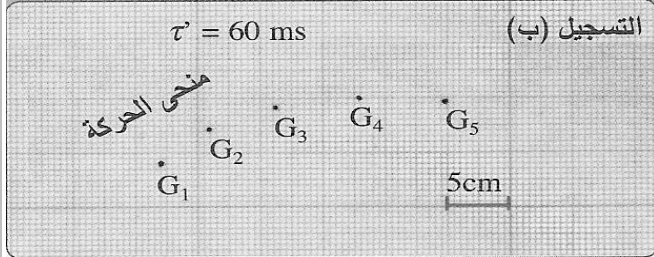 التسجيل (ب)
τ’ = 60 ms
منحى الحركة
G₁
G₂
G₃
G₄
G₅
5cm